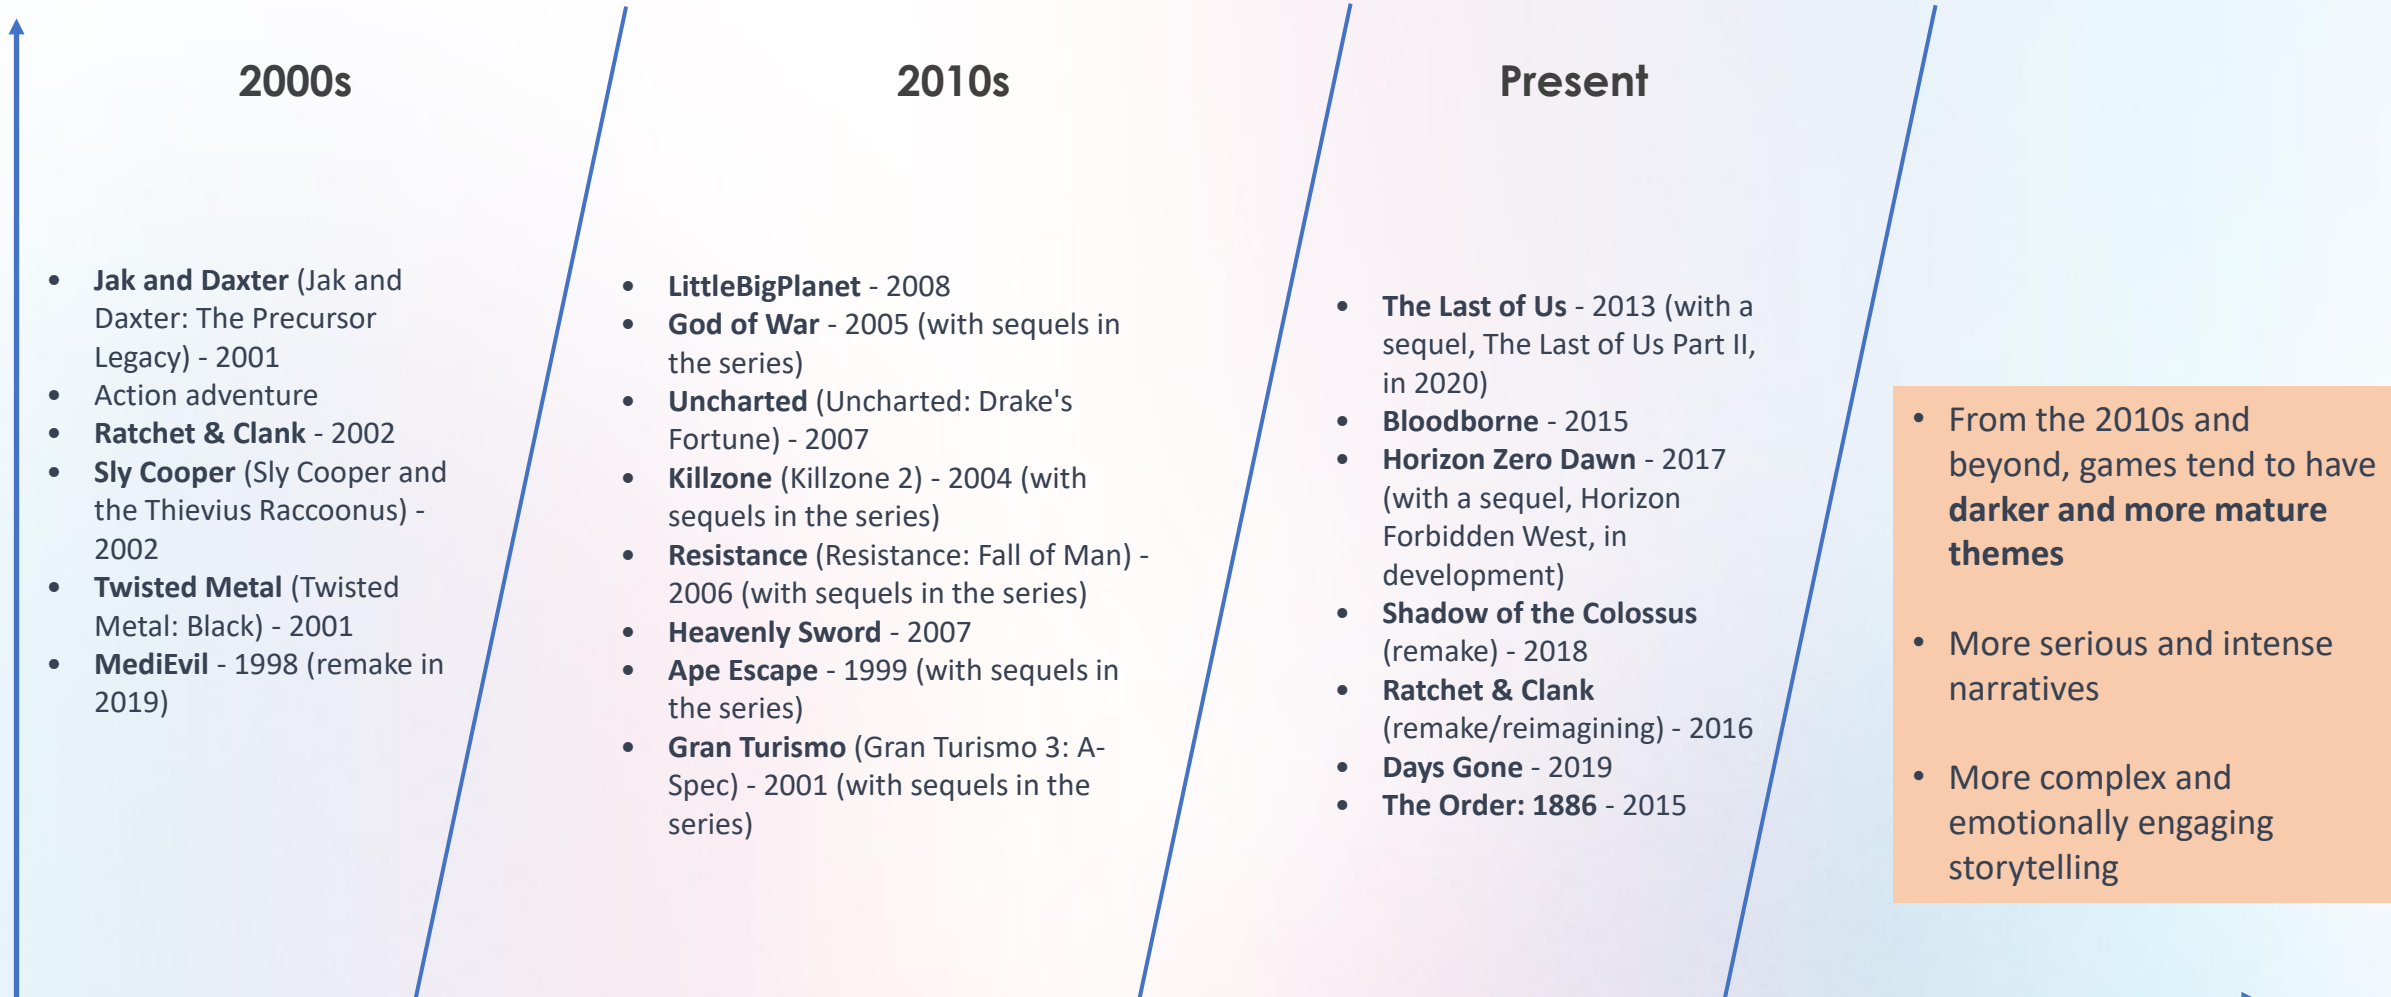 2000s
• Jak and Daxter (Jak and
Daxter: The Precursor
Legacy) - 2001
• Action adventure
• Ratchet & Clank - 2002
• Sly Cooper (Sly Cooper and
the Thievius Raccoonus) -
2002
• Twisted Metal (Twisted
Metal: Black) - 2001
• MediEvil - 1998 (remake in
2019)
2010s
• LittleBigPlanet - 2008
• God of War - 2005 (with sequels in
the series)
• Uncharted (Uncharted: Drake's
Fortune) - 2007
• Killzone (Killzone 2) - 2004 (with
sequels in the series)
• Resistance (Resistance: Fall of Man) -
2006 (with sequels in the series)
• Heavenly Sword - 2007
• Ape Escape - 1999 (with sequels in
the series)
• Gran Turismo (Gran Turismo 3: A-
Spec) - 2001 (with sequels in the
series)
Present
• The Last of Us - 2013 (with a
sequel, The Last of Us Part II,
in 2020)
• Bloodborne - 2015
• Horizon Zero Dawn - 2017
(with a sequel, Horizon
Forbidden West, in
development)
• Shadow of the Colossus
(remake) - 2018
• Ratchet & Clank
(remake/reimagining) - 2016
• Days Gone - 2019
• The Order: 1886 - 2015
• From the 2010s and
beyond, games tend to have
darker and more mature
themes
• More serious and intense
narratives
• More complex and
emotionally engaging
storytelling